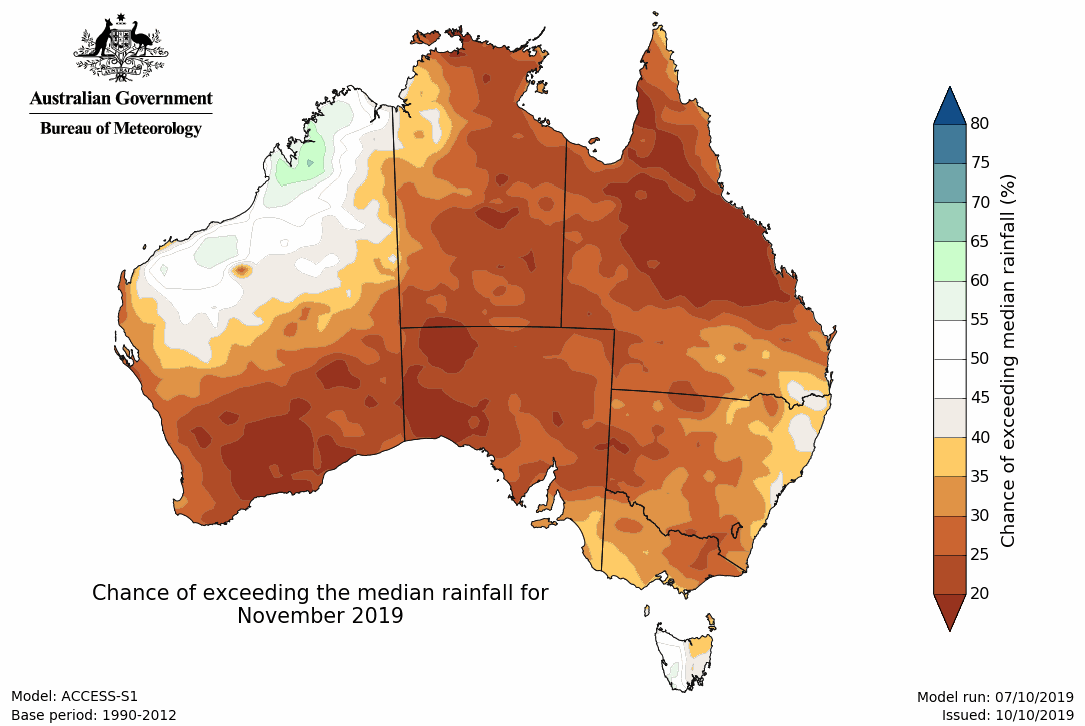 AUSTRALIA
Australian Government
Bureau of Meteorology
80
75
70
65
60
55
50
45
40
35
30
25
20
Chance of exceeding median rainfall (%)
Chance of exceeding the median rainfall for
November 2019
Model: ACCESS-S1
Base period: 1990-2012
Model run: 07/10/2019
Issued: 10/10/2019